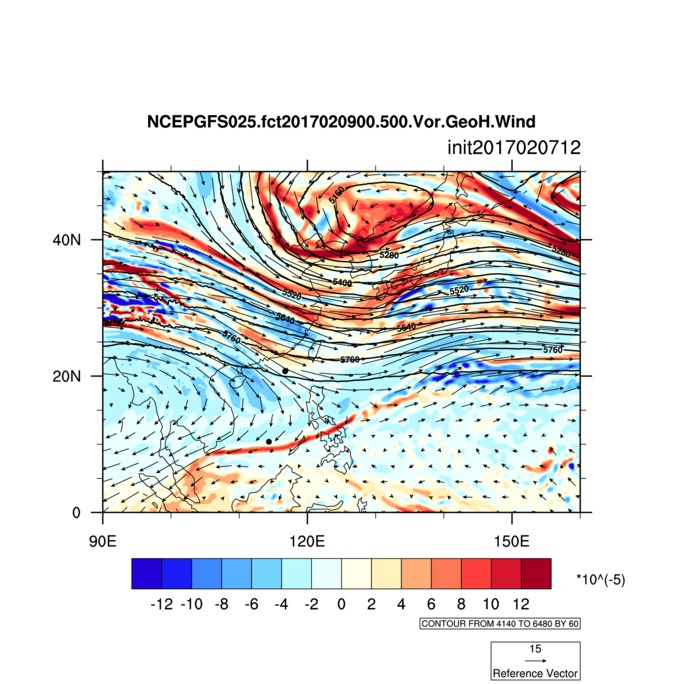 NCEPGFS025.fct2017020900.500.Vor.GeoH.Wind
init2017020712
40N
20N
0
5160
5280
5280
5400
5520
5520
5640
5640
5760
5760
5760
90E 120E 150E
-12 -10 -8 -6 -4 -2 0 2 4 6 8 10 12
*10^(-5)
CONTOUR FROM 4140 TO 6480 BY 60
15
Reference Vector